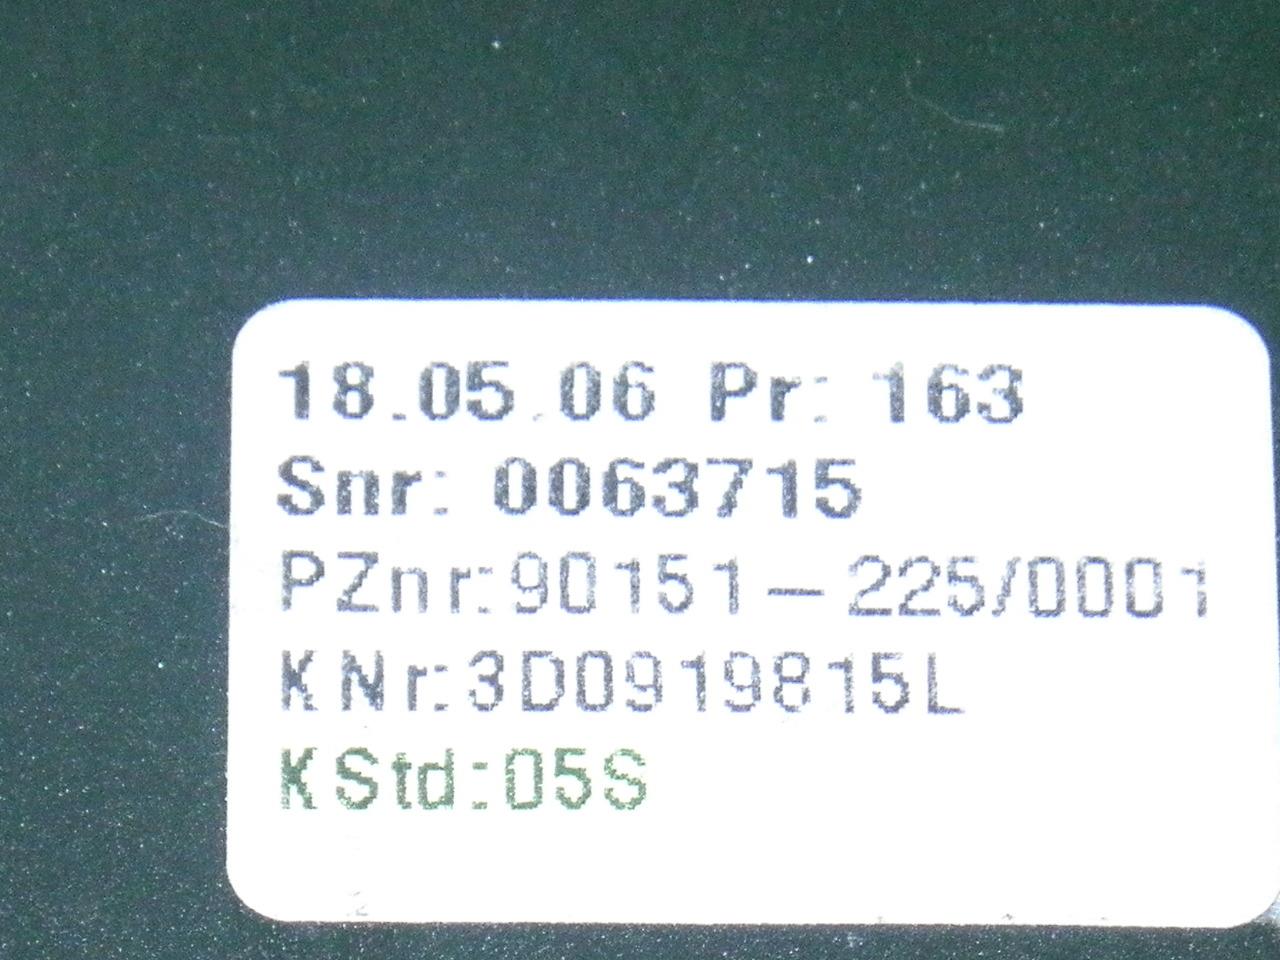 18.05.06 Pr: 163
Snr: 0063715
PZnr:90151-225/0001
KNr:3D0919815L
KStd:05S